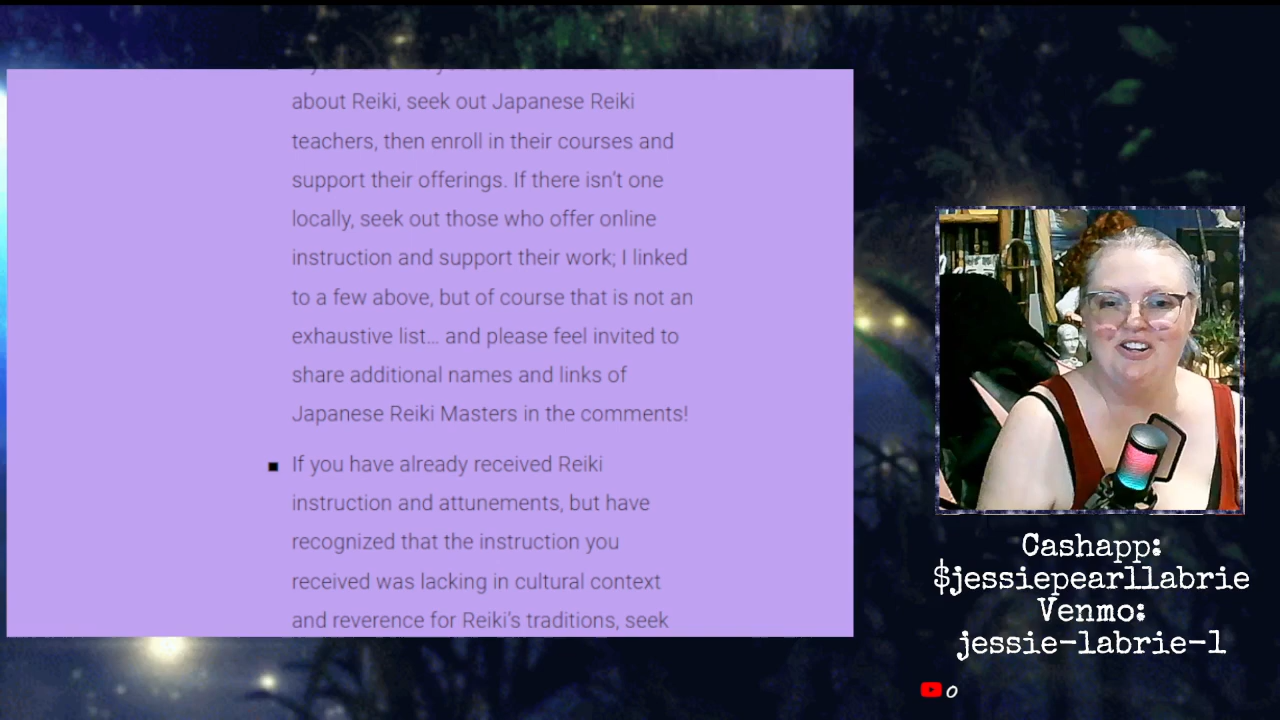 about Reiki, seek out Japanese Reiki
teachers, then enroll in their courses and
support their offerings. If there isn't one
locally, seek out those who offer online
instruction and support their work; I linked
to a few above, but of course that is not an
exhaustive list... and please feel invited to
share additional names and links of
Japanese Reiki Masters in the comments!
■ If you have already received Reiki
instruction and attunements, but have
recognized that the instruction you
received was lacking in cultural context
and reverence for Reiki's traditions, seek
Cashapp:
$jessiepearllabrie
Venmo:
jessie-labrie-1
0